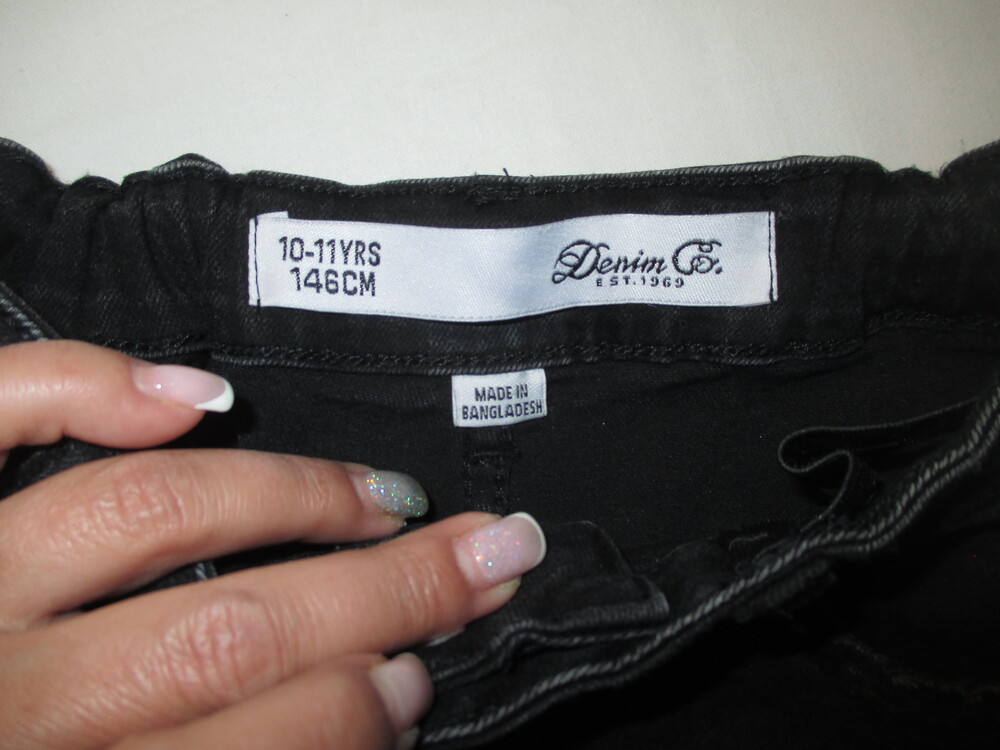 10-11YRS
146CM
Denim Co.
EST.1969
MADE IN
BANGLADESH